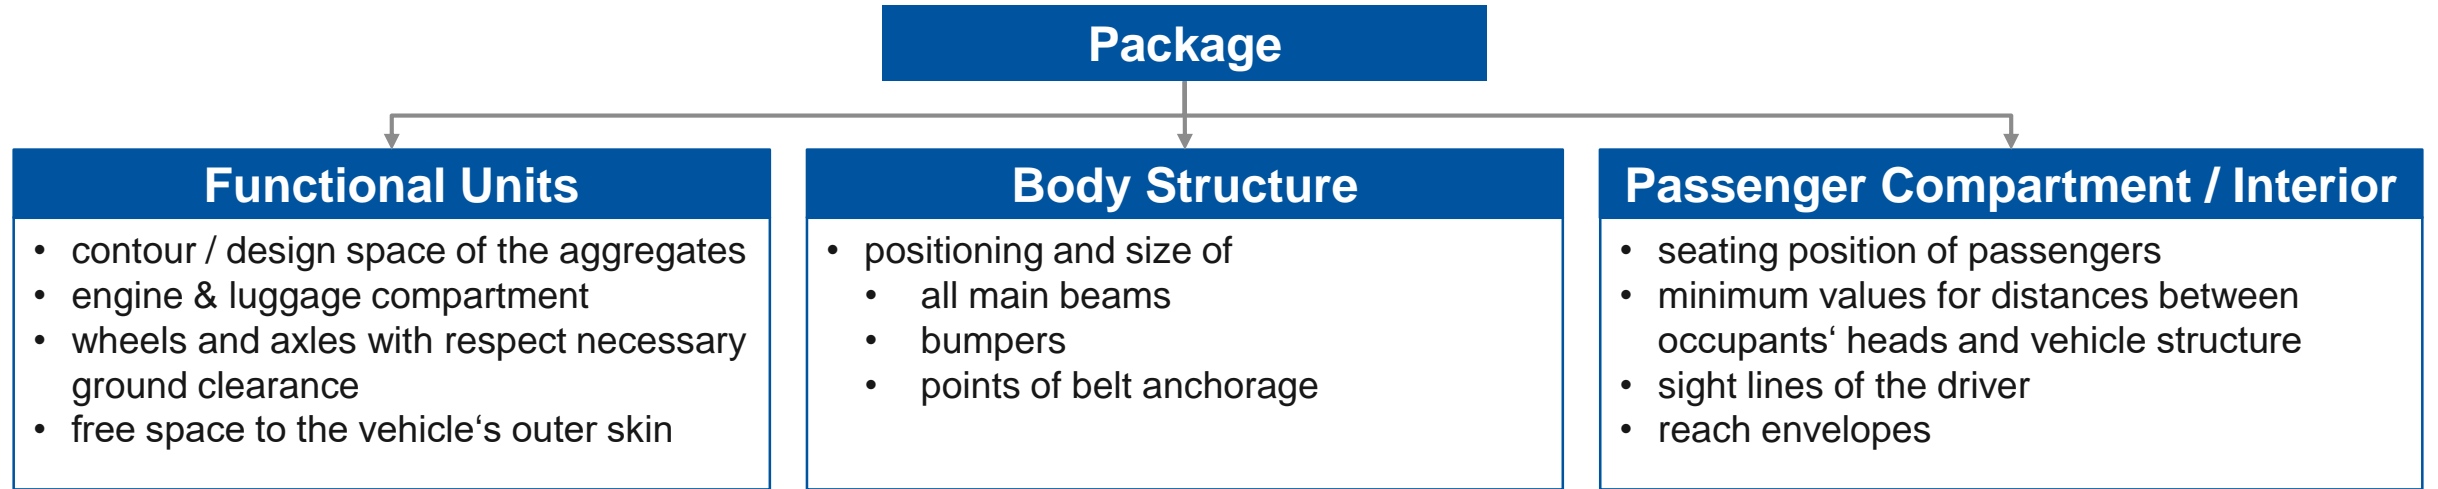 Package
Functional Units
• contour / design space of the aggregates
• engine & luggage compartment
• wheels and axles with respect necessary
ground clearance
• free space to the vehicle‘s outer skin
Body Structure
• positioning and size of
• all main beams
• bumpers
• points of belt anchorage
Passenger Compartment / Interior
• seating position of passengers
• minimum values for distances between
occupants‘ heads and vehicle structure
• sight lines of the driver
• reach envelopes